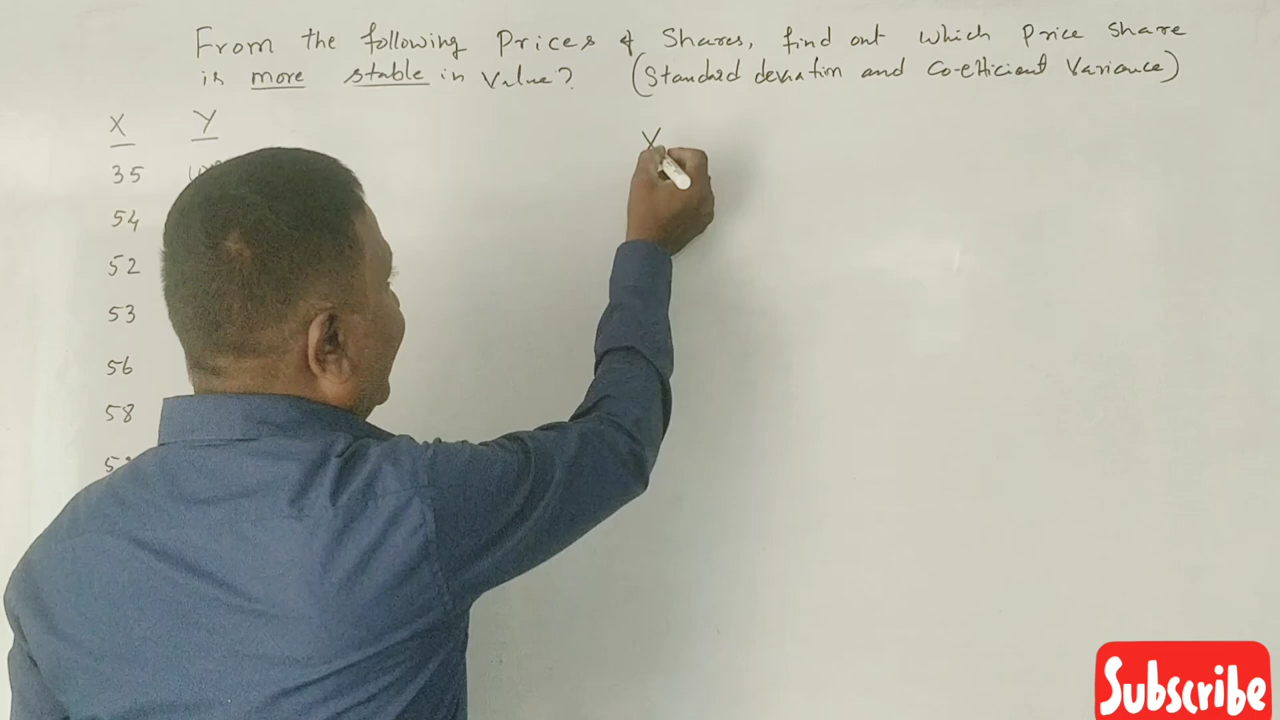 From the following Prices of Shares, find out which Price Share
is more stable in value? (Standard deviation and Co-efficient Variance)
X Y
35
54
52
53
56
58
Subscribe